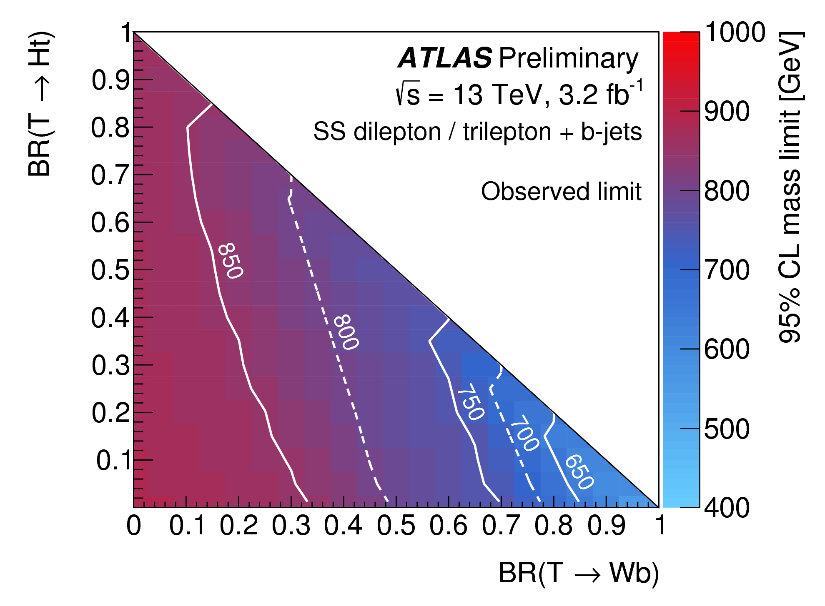 BR(T → Ht)
1
0.9
0.8
0.7
0.6
0.5
0.4
0.3
0.2
0.1
ATLAS Preliminary
√s = 13 TeV, 3.2 fb⁻¹
SS dilepton / trilepton + b-jets
Observed limit
850
800
750
700
650
0 0.1 0.2 0.3 0.4 0.5 0.6 0.7 0.8 0.9 1
BR(T → Wb)
1000
900
800
700
600
500
400
95% CL mass limit [GeV]